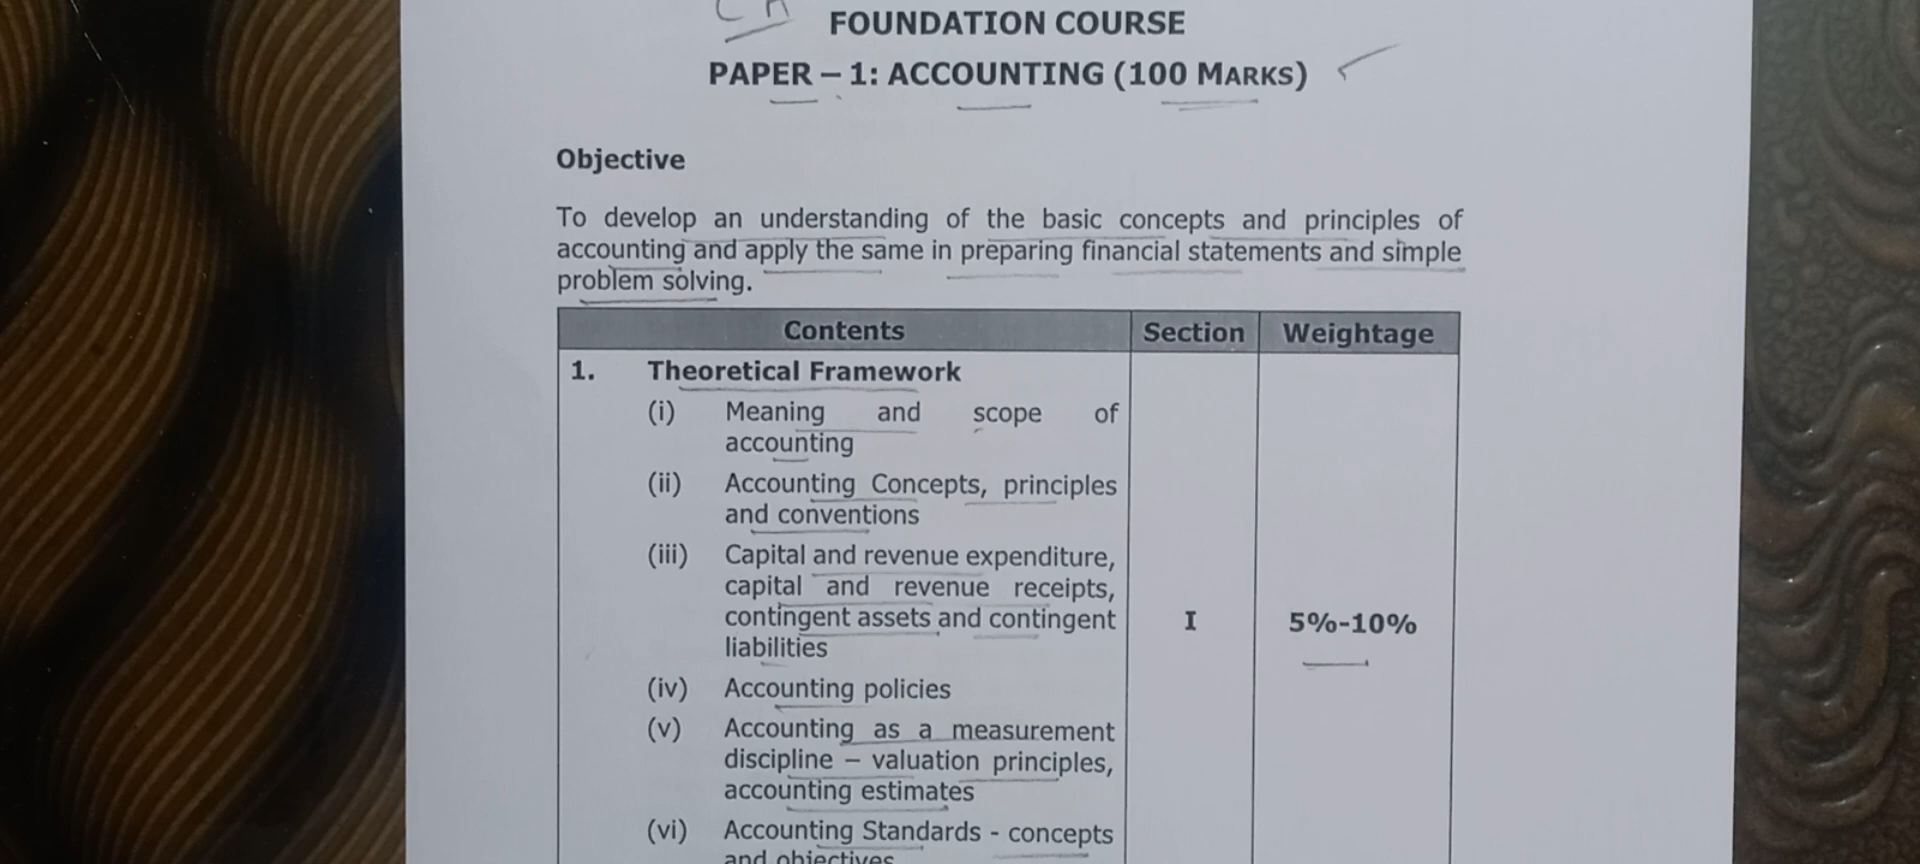 FOUNDATION COURSE
PAPER – 1: ACCOUNTING (100 MARKS)
Objective
To develop an understanding of the basic concepts and principles of
accounting and apply the same in preparing financial statements and simple
problem solving.
Contents Section Weightage
1. Theoretical Framework
(i) Meaning and scope of
accounting
(ii) Accounting Concepts, principles
and conventions
(iii) Capital and revenue expenditure,
capital and revenue receipts,
contingent assets and contingent
liabilities
I 5%-10%
(iv) Accounting policies
(v) Accounting as a measurement
discipline – valuation principles,
accounting estimates
(vi) Accounting Standards - concepts
and objectives